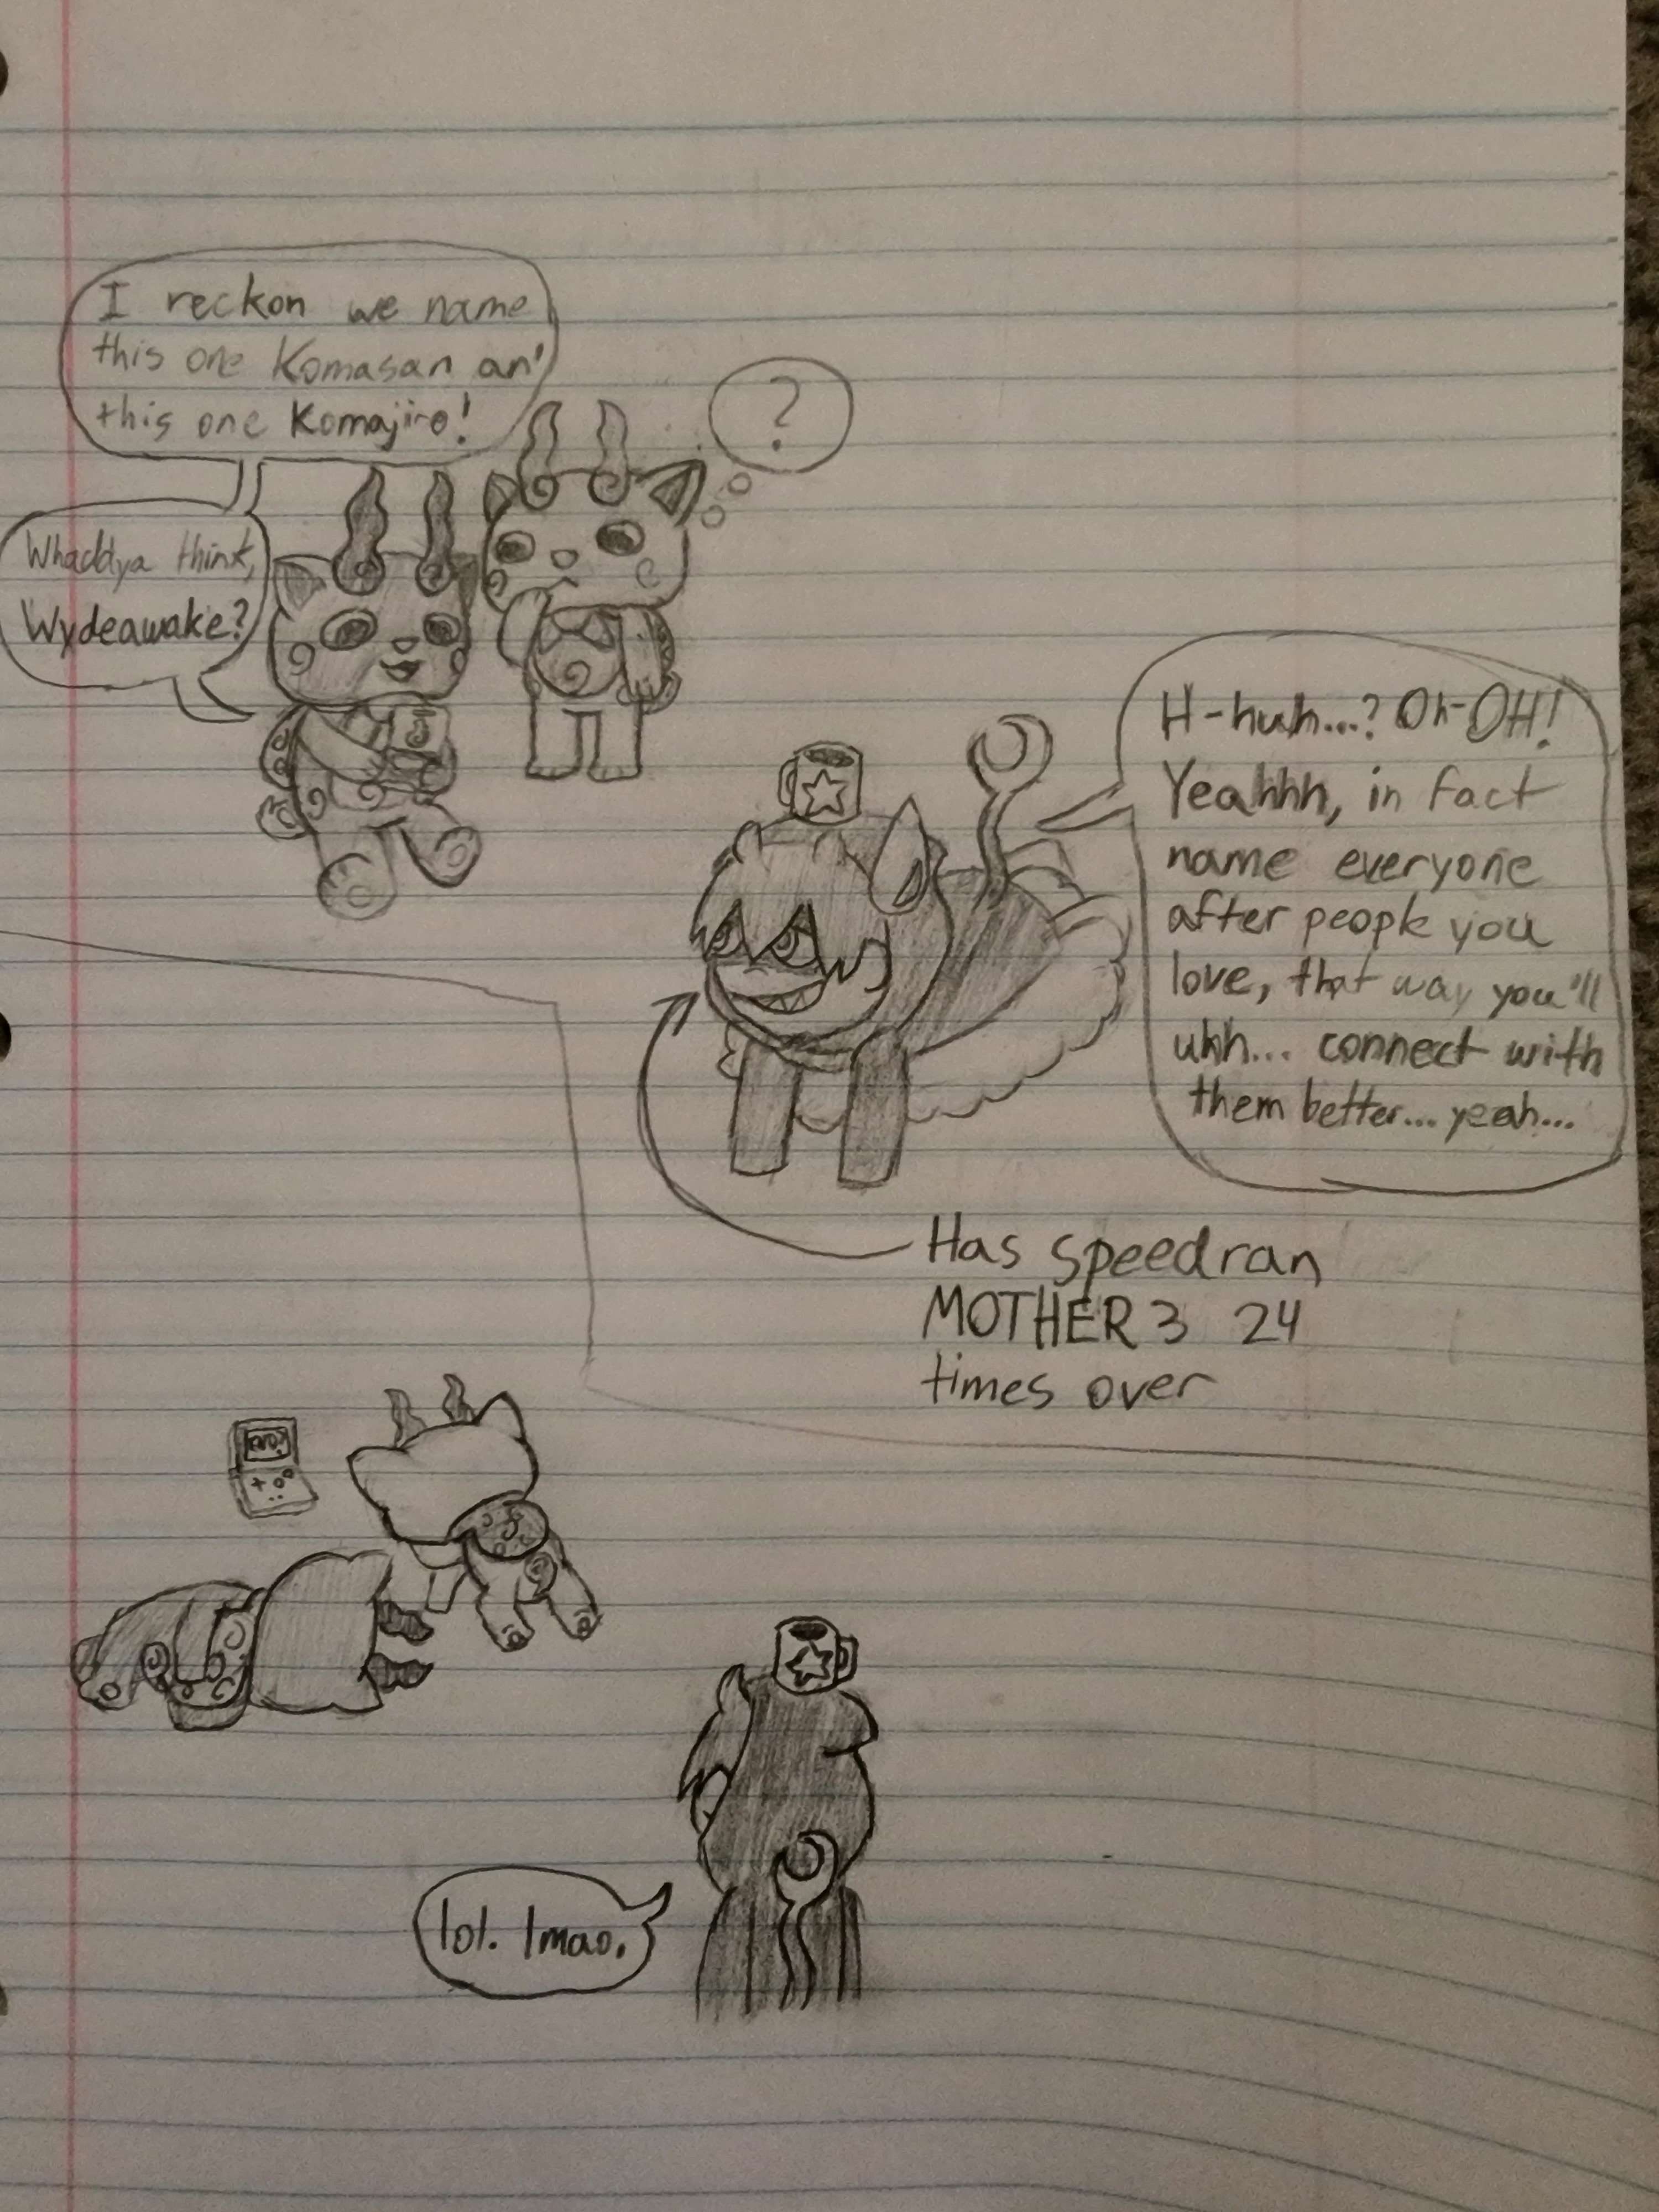 I reckon we name
this one Komasan an'
this one Komajiro!
?
Whaddya think,
Wydeawake?
H-huh...? Oh-OH!
Yeahhh, in fact
name everyone
after people you
love, that way you'll
uhh... connect with
them better... yeah...
Has speedran
MOTHER 3 24
times over
lol. lmao.